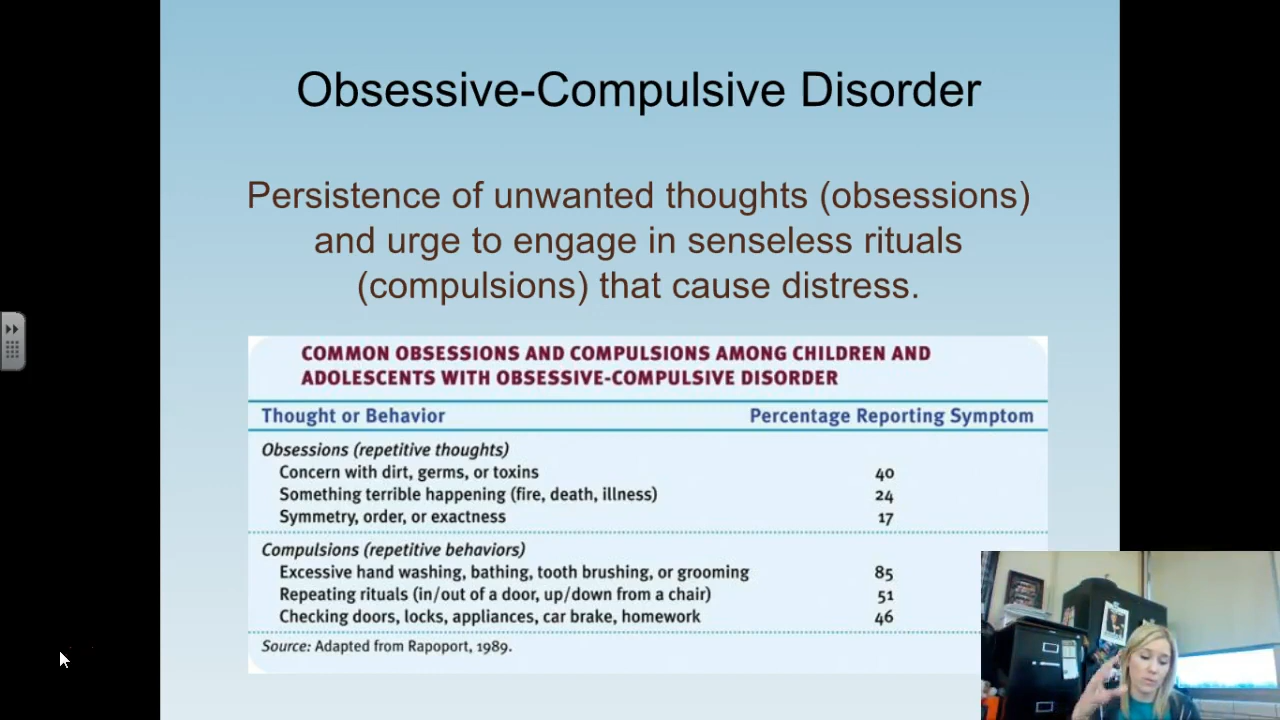 Obsessive-Compulsive Disorder
Persistence of unwanted thoughts (obsessions)
and urge to engage in senseless rituals
(compulsions) that cause distress.
COMMON OBSESSIONS AND COMPULSIONS AMONG CHILDREN AND
ADOLESCENTS WITH OBSESSIVE-COMPULSIVE DISORDER
Thought or Behavior Percentage Reporting Symptom
Obsessions (repetitive thoughts)
Concern with dirt, germs, or toxins 40
Something terrible happening (fire, death, illness) 24
Symmetry, order, or exactness 17
Compulsions (repetitive behaviors)
Excessive hand washing, bathing, tooth brushing, or grooming 85
Repeating rituals (in/out of a door, up/down from a chair) 51
Checking doors, locks, appliances, car brake, homework 46
Source: Adapted from Rapoport, 1989.